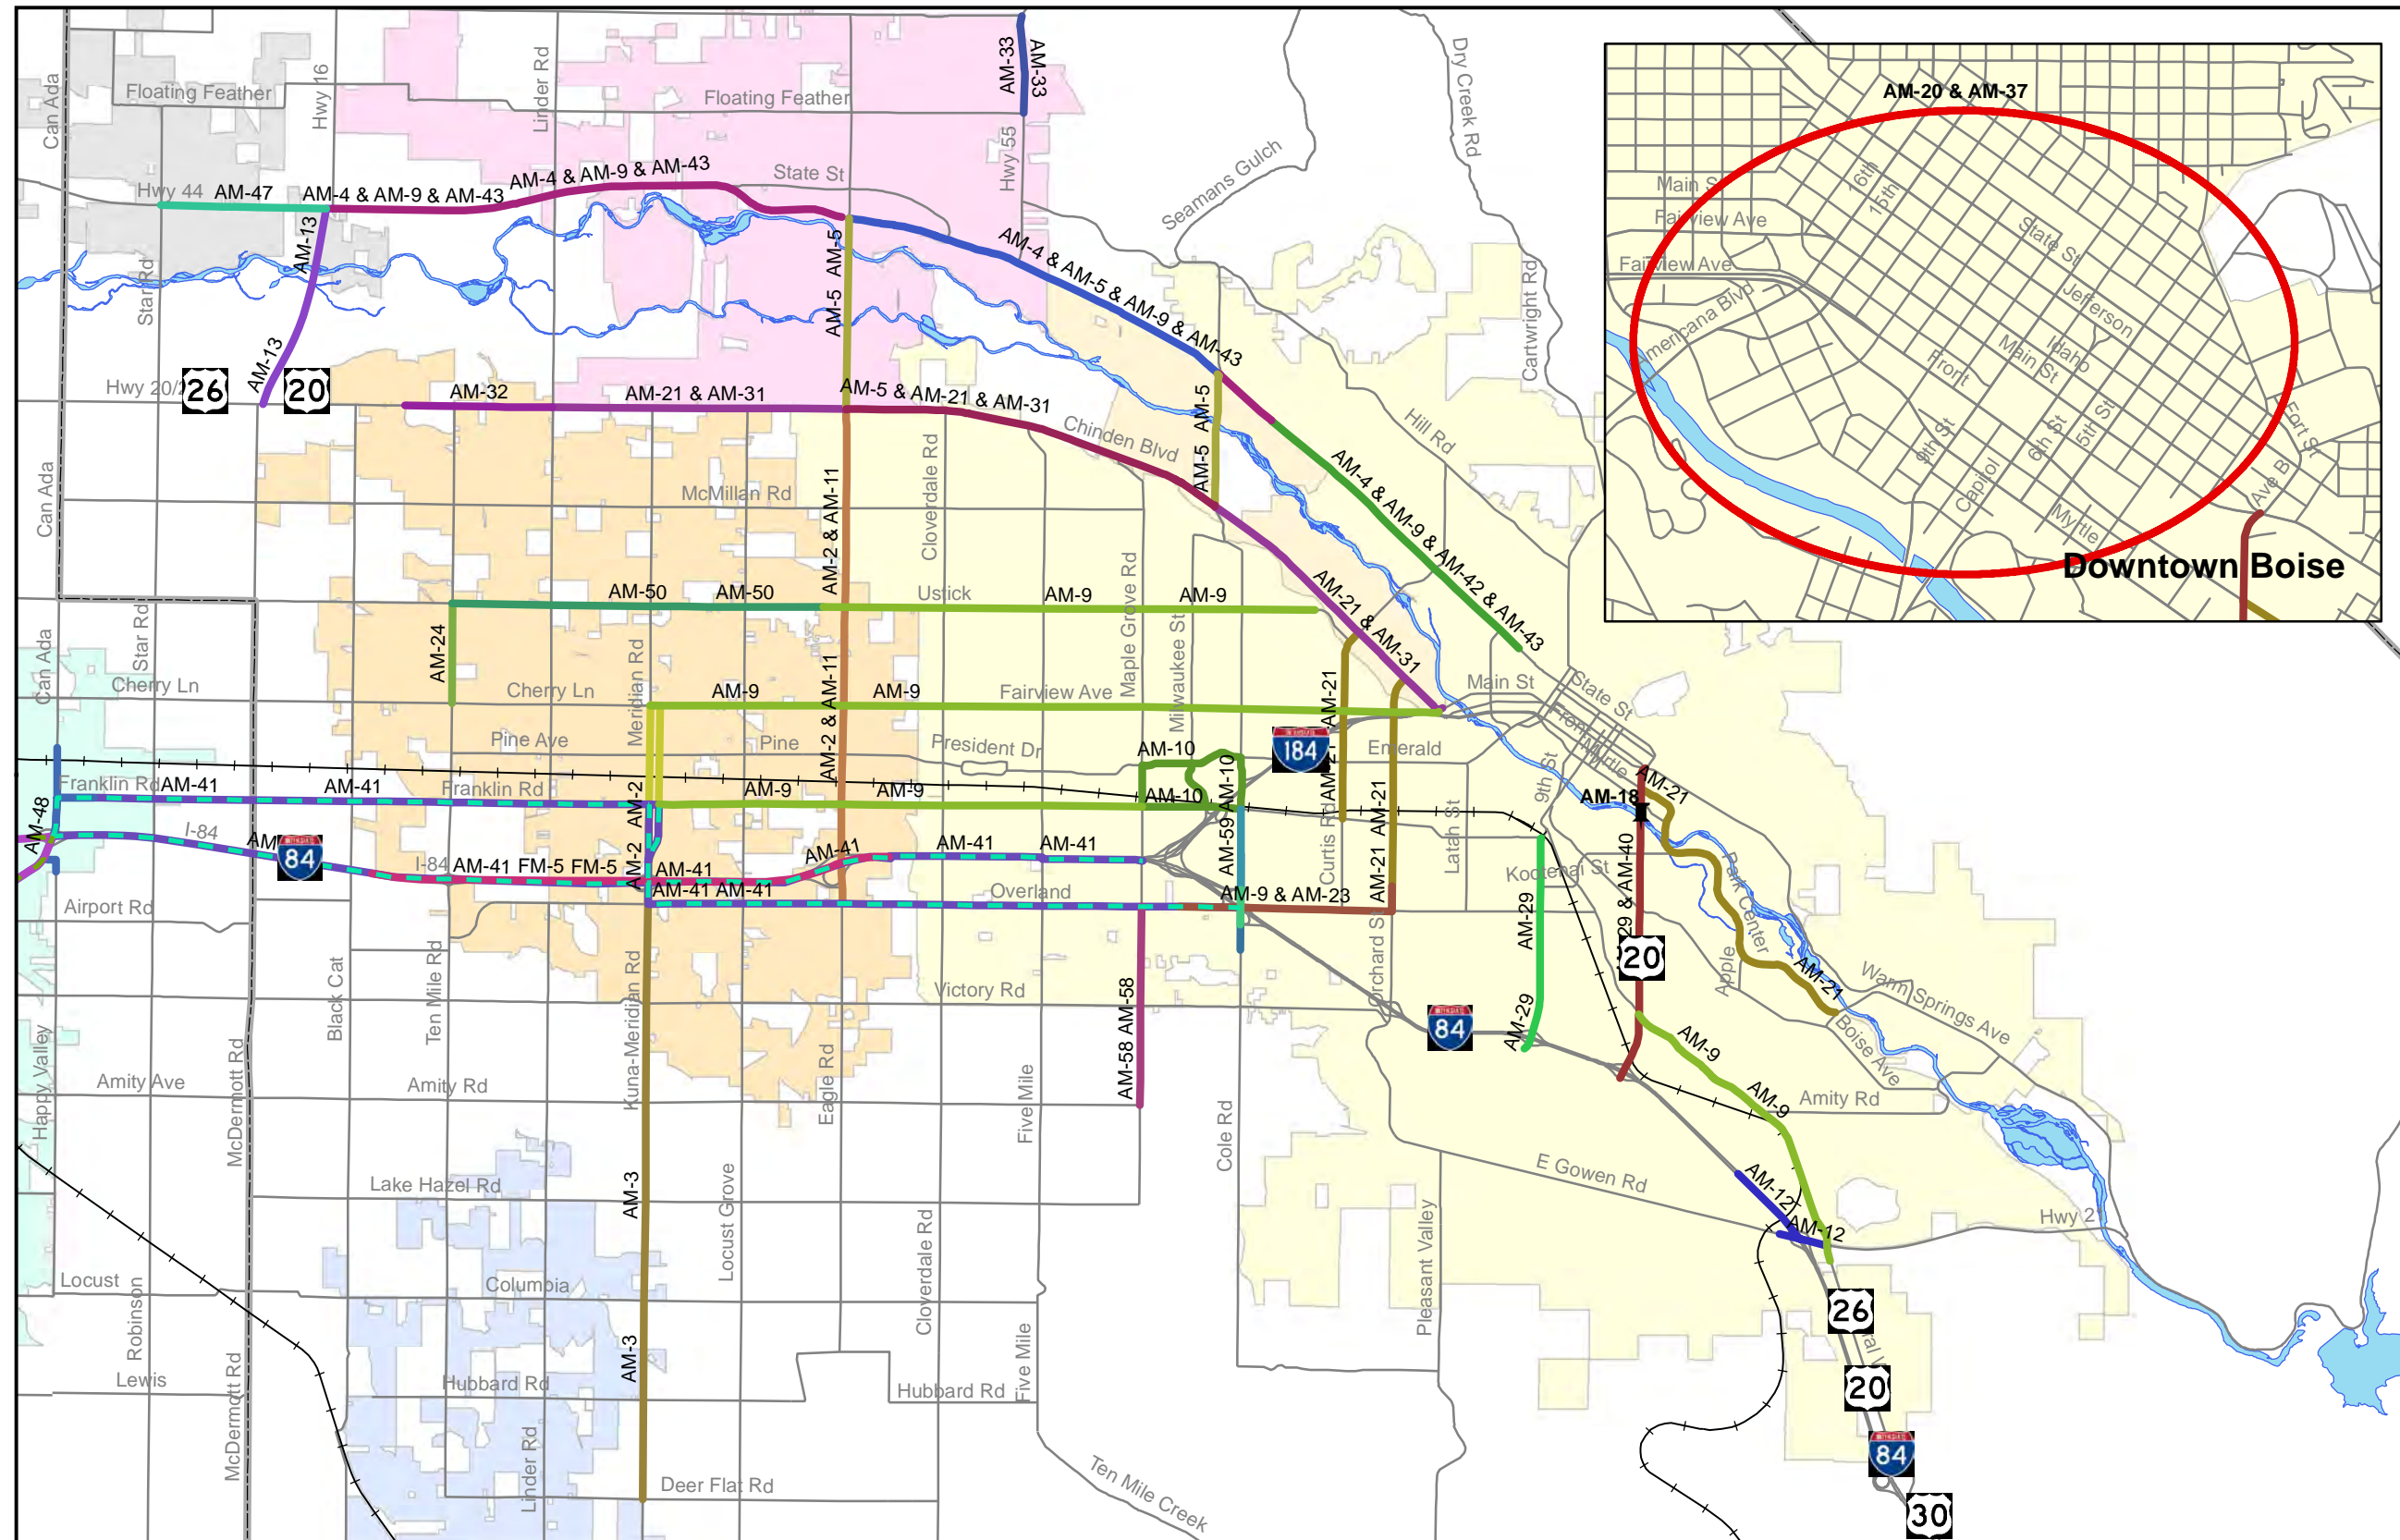 Can Ada
Floating Feather
Hwy 16
Linder Rd
Floating Feather
AM-33
AM-33
Hwy 55
Dry Creek Rd
Seamans Gulch
Cartwright Rd
Hwy 44
AM-47
AM-4 & AM-9 & AM-43
AM-4 & AM-9 & AM-43
State St
AM-13
AM-13
Star Rd
AM-5
AM-5
AM-4 & AM-5 & AM-9 & AM-43
26
20
AM-32
AM-21 & AM-31
AM-5 & AM-21 & AM-31
Chinden Blvd
AM-5
AM-5
Hill Rd
AM-20 & AM-37
16th
15th
Fairview Ave
Fairview Ave
State St
Jefferson
Idaho
Main St
Front
9th St
Capitol
6th St
5th St
Myrtle
Fort St
Ave B
Downtown Boise
Can Ada
McMillan Rd
Cloverdale Rd
AM-2 & AM-11
AM-4 & AM-9 & AM-42 & AM-43
AM-50
AM-50
Ustick
AM-9
AM-9
Maple Grove Rd
Milwaukee St
AM-21 & AM-31
Can Ada
Star Rd
AM-24
Meridian Rd
Cherry Ln
Cherry Ln
AM-9
AM-9
Fairview Ave
AM-2 & AM-11
AM-21
Main St
State St
Front
Myrtle
Pine Ave
Pine
President Dr
AM-10
AM-10
AM-10
184
Emerald
9th St
Franklin Rd
AM-41
AM-41
Franklin Rd
AM-2
AM-9
AM-9
AM-48
I-84
84
I-84
AM-41
FM-5
FM-5
AM-2
AM-41
AM-41
AM-41
AM-41
AM-41
AM-41
Overland
AM-59
AM-9 & AM-23
Curtis Rd
AM-21
AM-21
AM-21
Latah St
Kootenai St
AM-18
AM-21
Park Center
Apple
AM-21
Warm Springs Ave
Boise Ave
Airport Rd
Black Cat
Ten Mile Rd
Kuna-Meridian Rd
Victory Rd
AM-58
AM-58
Orchard St
84
AM-29
AM-29
20
AM-9
AM-9
Happy Valley
McDermott Rd
Amity Ave
Amity Rd
Eagle Rd
Five Mile
Cole Rd
Amity Rd
Lake Hazel Rd
AM-3
Locust Grove
Cloverdale Rd
Pleasant Valley
E Gowen Rd
AM-12
AM-12
Locust
Robinson
Columbia
26
20
84
30
Lewis
McDermott Rd
Hubbard Rd
Linder Rd
AM-3
Hubbard Rd
Five Mile
Deer Flat Rd
Ten Mile Creek